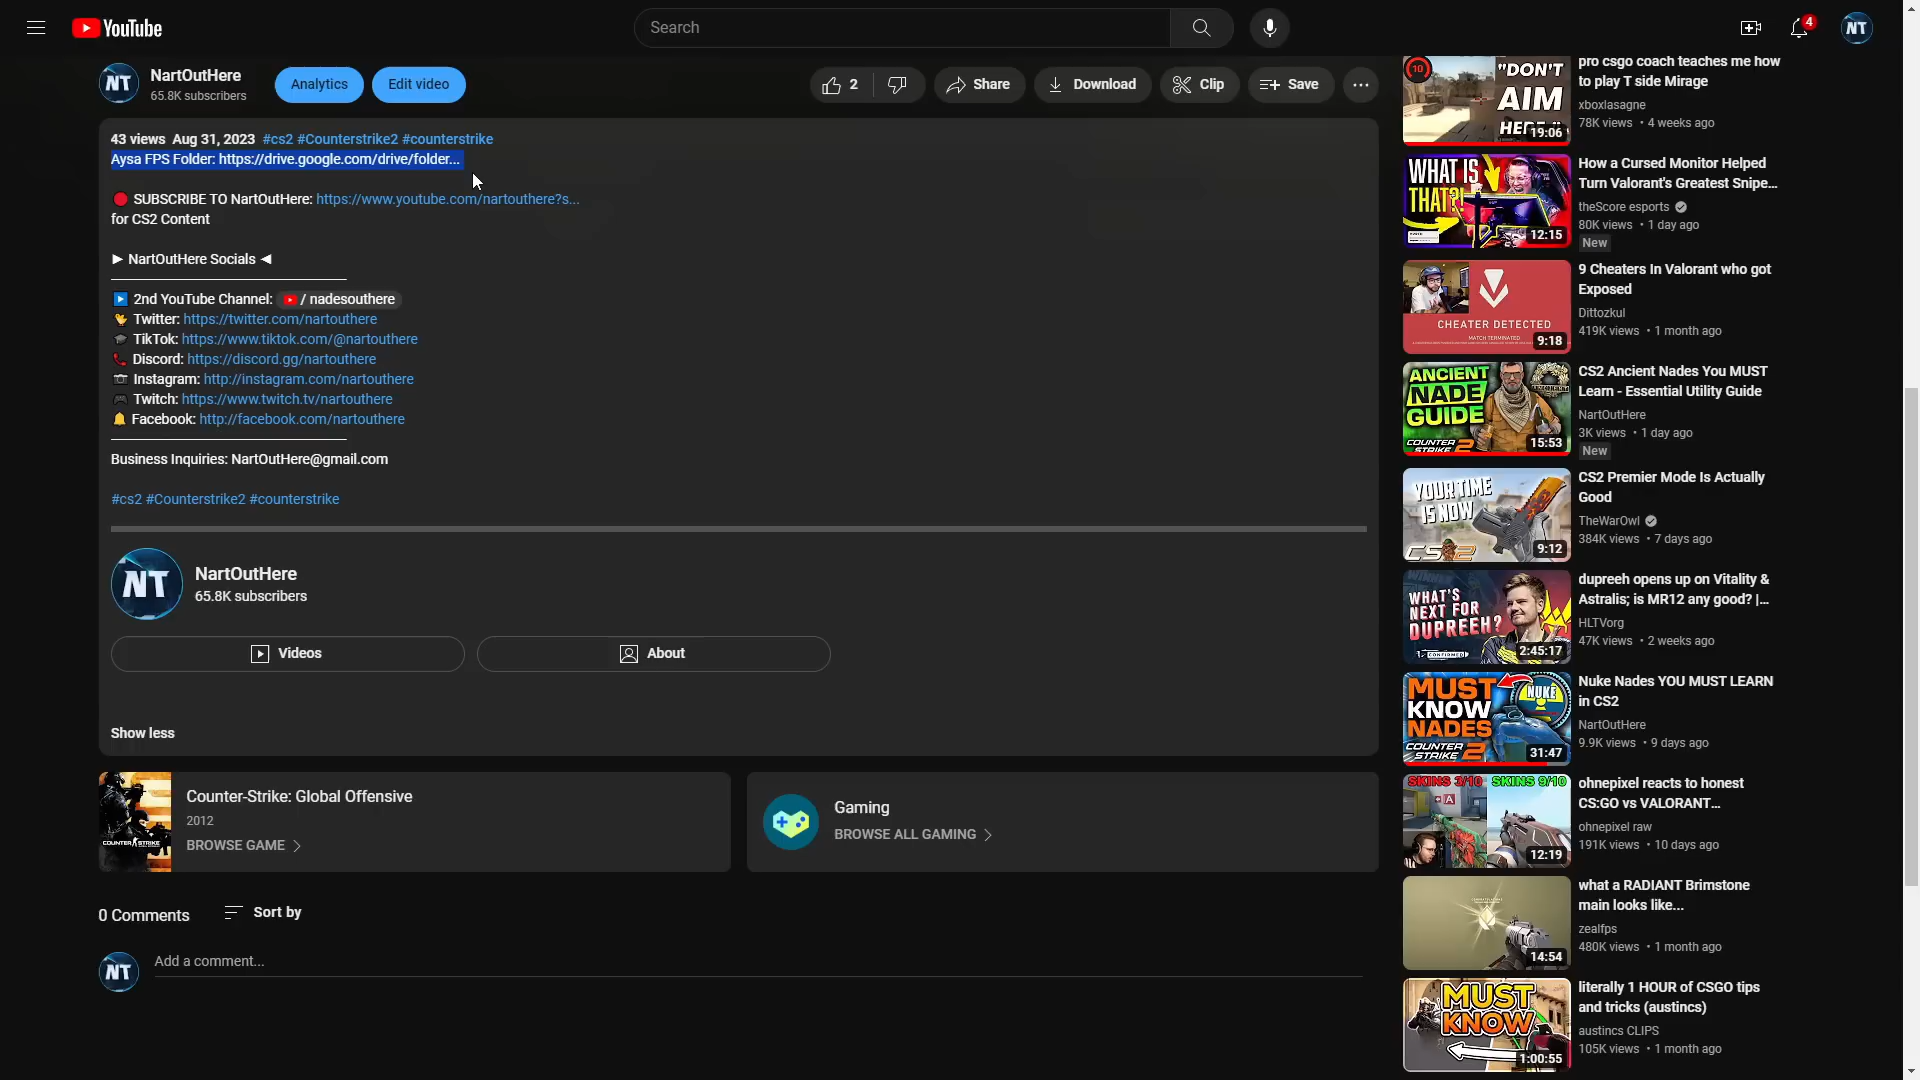 YouTube
Search
4
NT
NT
NartOutHere
65.8K subscribers
Analytics
Edit video
2
Share
Download
Clip
Save
43 views Aug 31, 2023 #cs2 #Counterstrike2 #counterstrike
Aysa FPS Folder: https://drive.google.com/drive/folder...
SUBSCRIBE TO NartOutHere: https://www.youtube.com/nartouthere?s...
for CS2 Content
► NartOutHere Socials ◄
2nd YouTube Channel: / nadesouthere
Twitter: https://twitter.com/nartouthere
TikTok: https://www.tiktok.com/@nartouthere
Discord: https://discord.gg/nartouthere
Instagram: http://instagram.com/nartouthere
Twitch: https://www.twitch.tv/nartouthere
Facebook: http://facebook.com/nartouthere
Business Inquiries: NartOutHere@gmail.com
#cs2 #Counterstrike2 #counterstrike
NT
NartOutHere
65.8K subscribers
Videos
About
Show less
COUNTER STRIKE
Counter-Strike: Global Offensive
2012
BROWSE GAME
Gaming
BROWSE ALL GAMING
0 Comments
Sort by
NT
Add a comment...
10
"DON'T
AIM
HERE."
19:06
pro csgo coach teaches me how
to play T side Mirage
xboxlasagne
78K views • 4 weeks ago
WHAT IS
THAT?!
12:15
How a Cursed Monitor Helped
Turn Valorant's Greatest Snipe...
theScore esports
80K views • 1 day ago
New
CHEATER DETECTED
MATCH TERMINATED
9:18
9 Cheaters In Valorant who got
Exposed
Dittozkul
419K views • 1 month ago
ANCIENT
NADE
GUIDE
COUNTER
STRIKE 2
15:53
CS2 Ancient Nades You MUST
Learn - Essential Utility Guide
NartOutHere
3K views • 1 day ago
New
YOUR TIME
IS NOW
CS2
9:12
CS2 Premier Mode Is Actually
Good
TheWarOwl
384K views • 7 days ago
WHAT'S
NEXT FOR
DUPREEH?
CONFIRMED
2:45:17
dupreeh opens up on Vitality &
Astralis; is MR12 any good? |...
HLTVorg
47K views • 2 weeks ago
MUST
KNOW
NADES
NUKE
COUNTER
STRIKE 2
31:47
Nuke Nades YOU MUST LEARN
in CS2
NartOutHere
9.9K views • 9 days ago
SKINS 3/10
SKINS 9/10
12:19
ohnepixel reacts to honest
CS:GO vs VALORANT...
ohnepixel raw
191K views • 10 days ago
14:54
what a RADIANT Brimstone
main looks like...
zealfps
480K views • 1 month ago
MUST
KNOW
1:00:55
literally 1 HOUR of CSGO tips
and tricks (austincs)
austincs CLIPS
105K views • 1 month ago